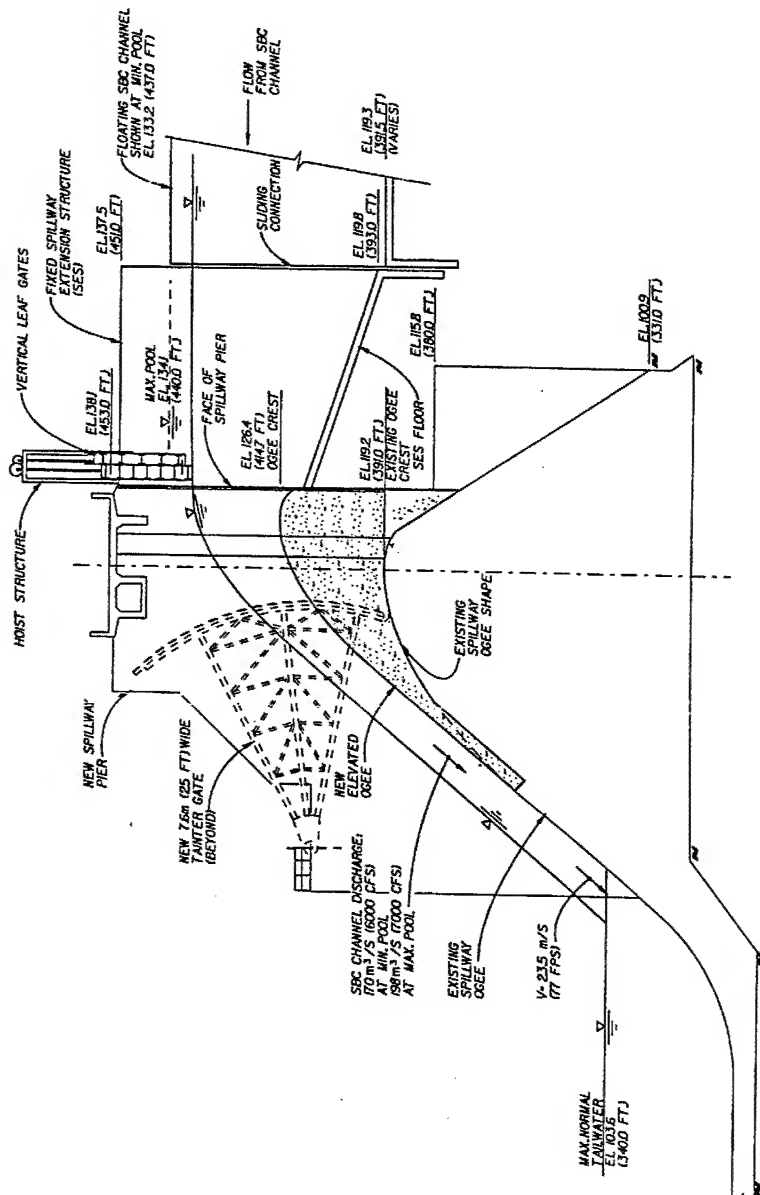 HOIST STRUCTURE
VERTICAL LEAF GATES
FIXED SPILLWAY
EXTENSION STRUCTURE
(SES)
FLOATING SBC CHANNEL
SHOWN AT MIN. POOL
EL. 133.2 (437.0 FT)
FLOW
FROM SBC
CHANNEL
EL. 138.1
(453.0 FT.)
EL. 137.5
(451.0 FT)
MAX. POOL
EL. 134.1
(440.0 FT.)
FACE OF
SPILLWAY PIER
SLIDING
CONNECTION
NEW SPILLWAY
PIER
EL. 126.4
(414.7 FT)
OGEE CREST
EL. 119.8
(393.0 FT.)
EL. 119.3
(391.5 FT)
(VARIES)
NEW 7.6m (25 FT) WIDE
TAINTER GATE
(BEYOND)
EL. 119.2
(391.0 FT.)
EXISTING OGEE
CREST
SES FLOOR
EL. 115.8
(380.0 FT.)
NEW
ELEVATED
OGEE
EXISTING
SPILLWAY
OGEE SHAPE
SBC CHANNEL DISCHARGE:
170 m³ /S (6000 CFS)
AT MIN. POOL
198 m³ /S (7000 CFS)
AT MAX. POOL
EXISTING
SPILLWAY
OGEE
V= 23.5 m/S
(77 FPS)
EL. 100.9
(331.0 FT.)
MAX. NORMAL
TAILWATER
EL 103.6
(340.0 FT.)